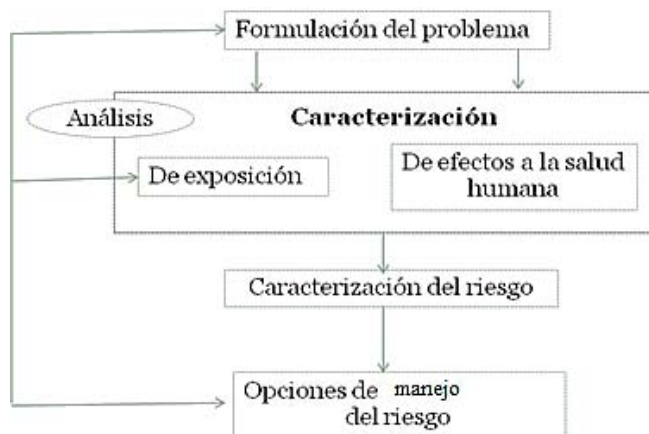 Formulación del problema
Análisis
Caracterización
De exposición
De efectos a la salud
humana
Caracterización del riesgo
Opciones de manejo
del riesgo